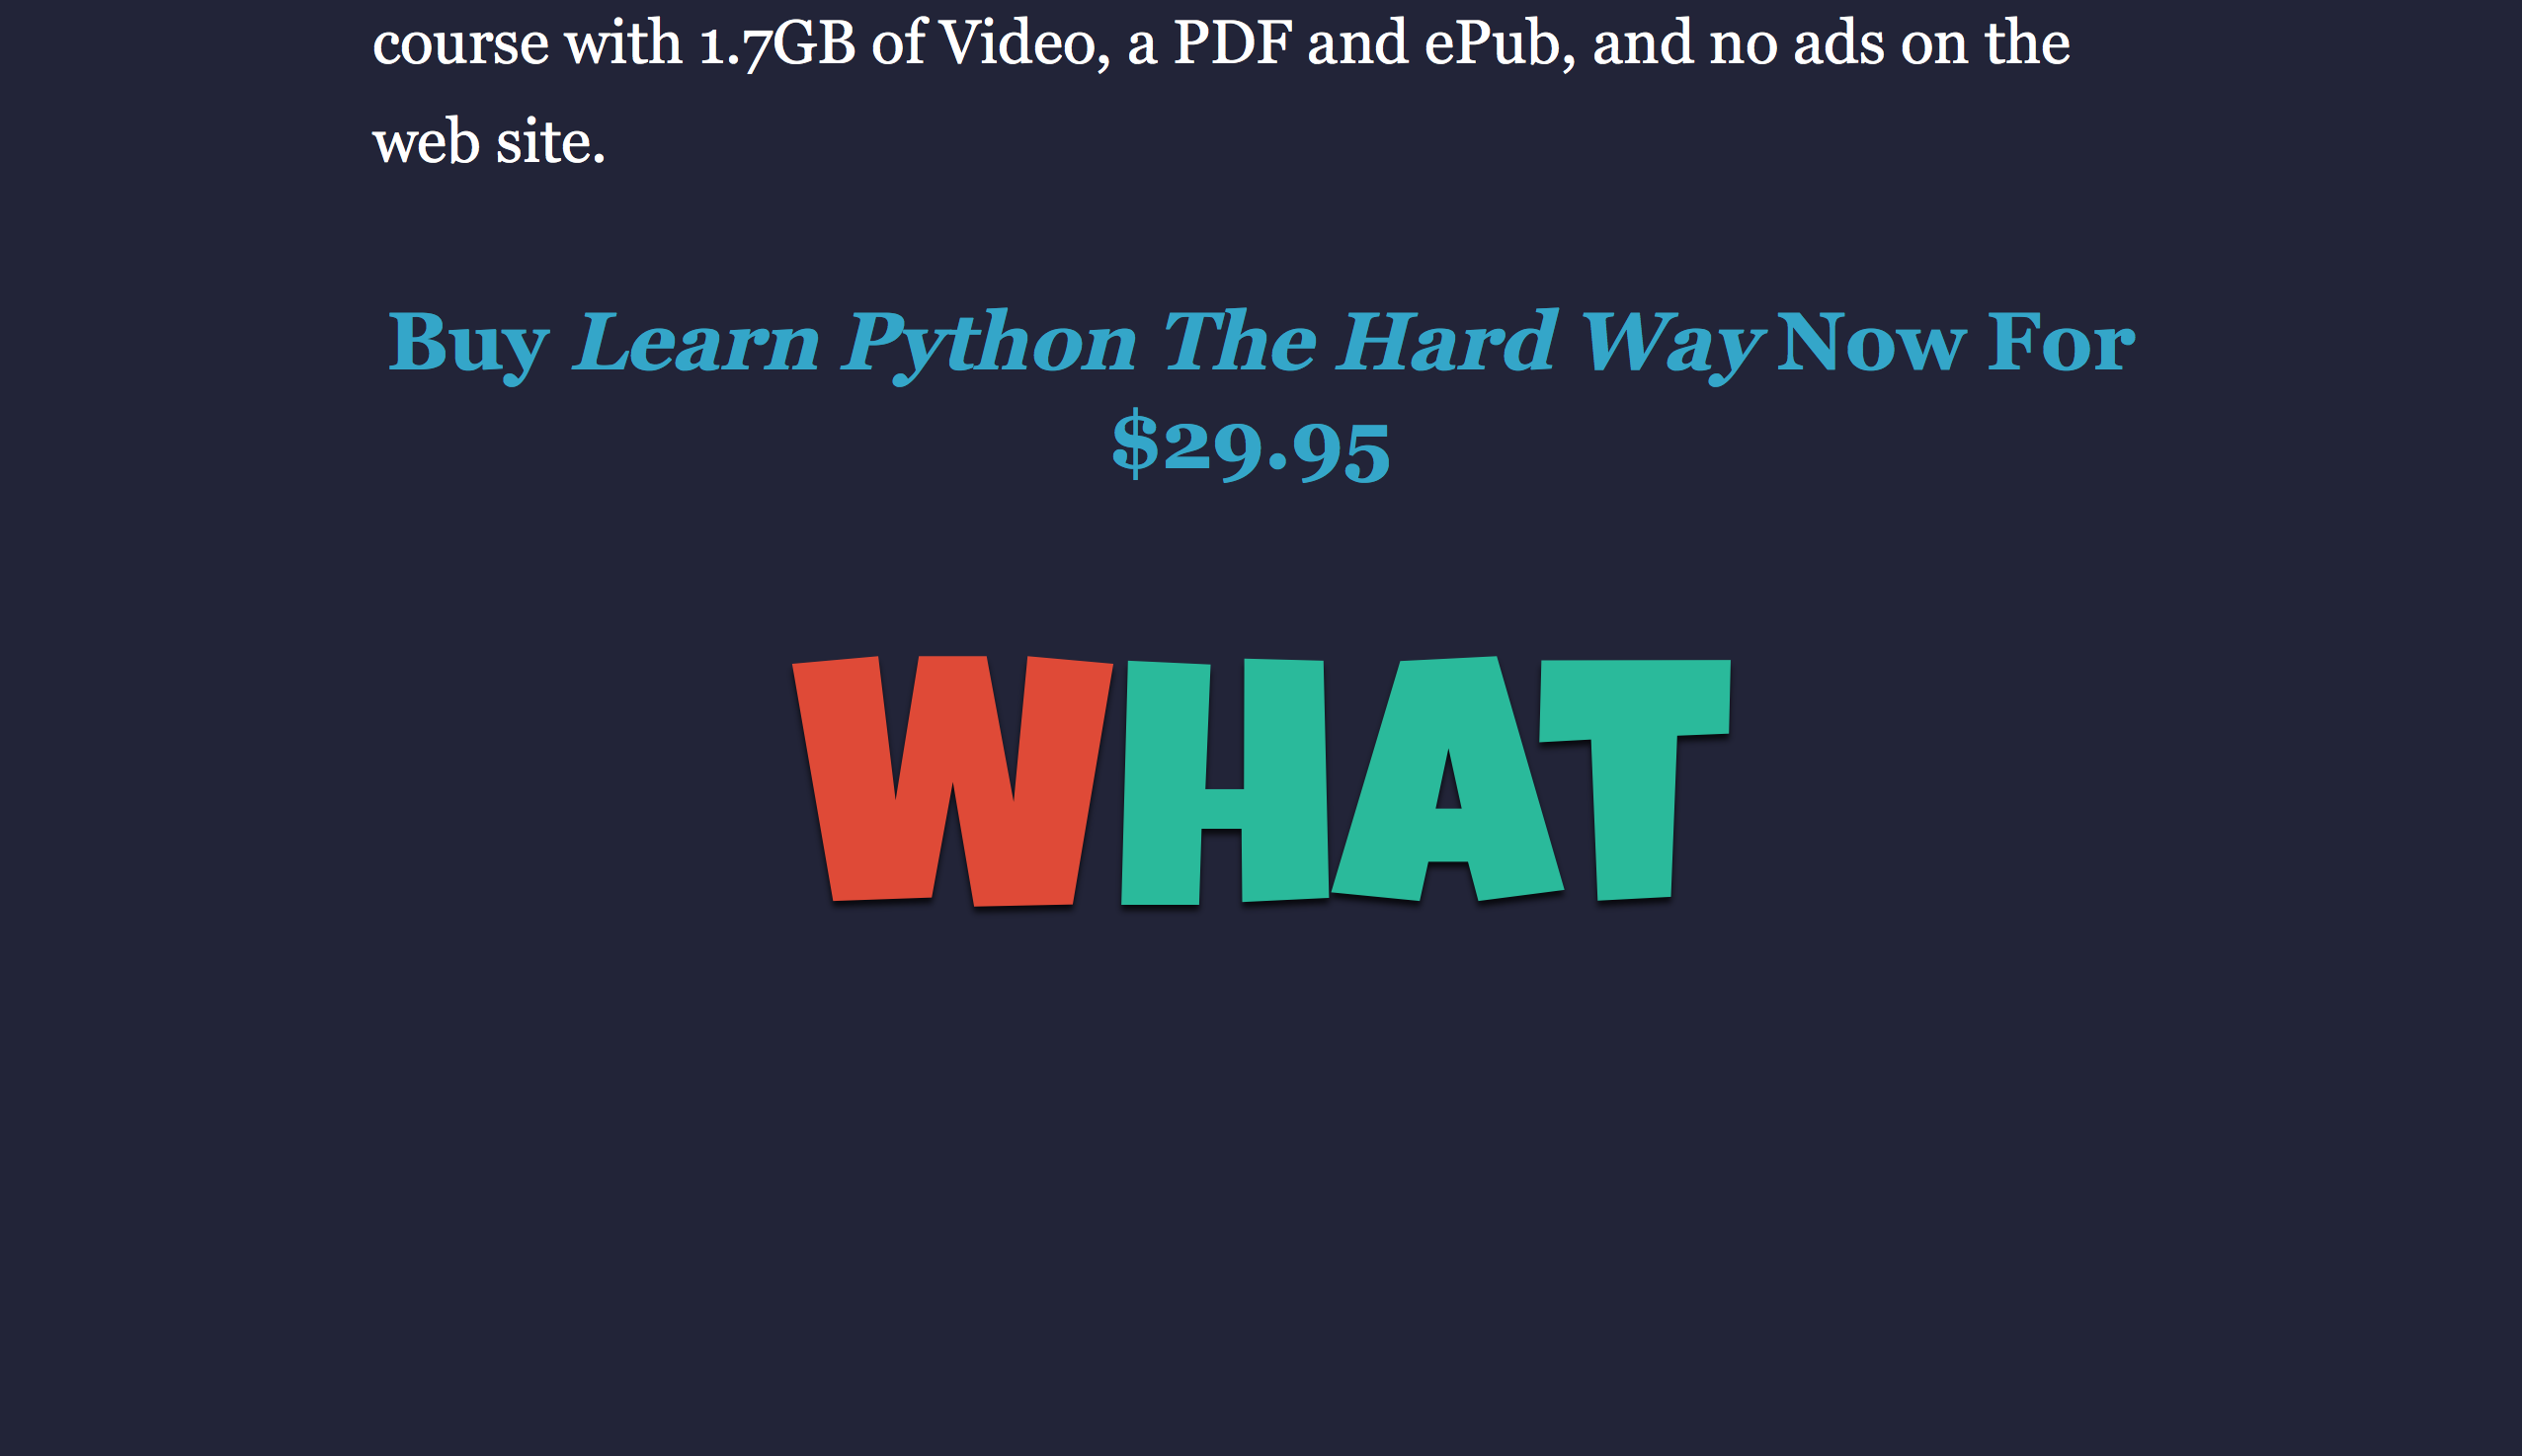 course with 1.7GB of Video, a PDF and ePub, and no ads on the
web site.
Buy Learn Python The Hard Way Now For
$29.95
WHAT